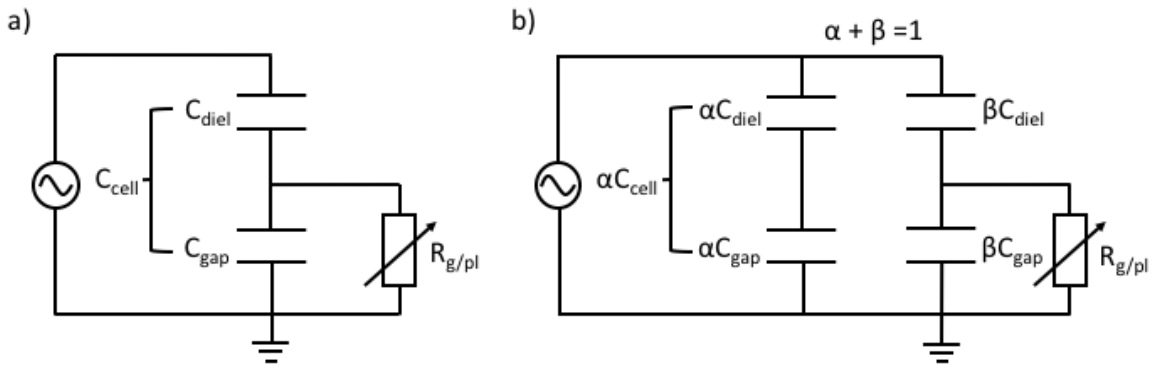 a)
C_diel
C_cell
C_gap
R_g/pl
b)
α + β =1
αC_diel
βC_diel
αC_cell
αC_gap
βC_gap
R_g/pl